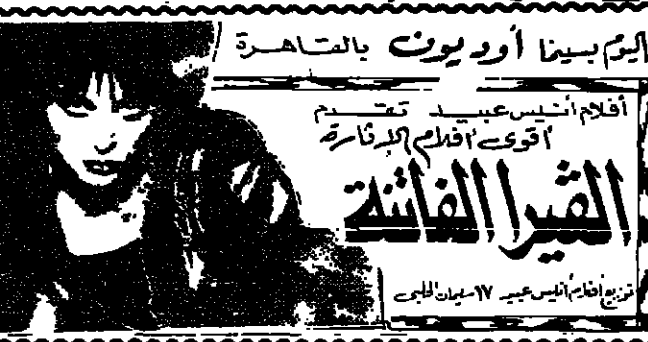 اليوم بسينما أوديون بالقاهرة
أفلام أنيس عبيد تقدم
أقوى أفلام الإثارة
الڤيرا الفاتنة
توزيع أفلام أنيس عبيد ١٧ سليمان الحلبى